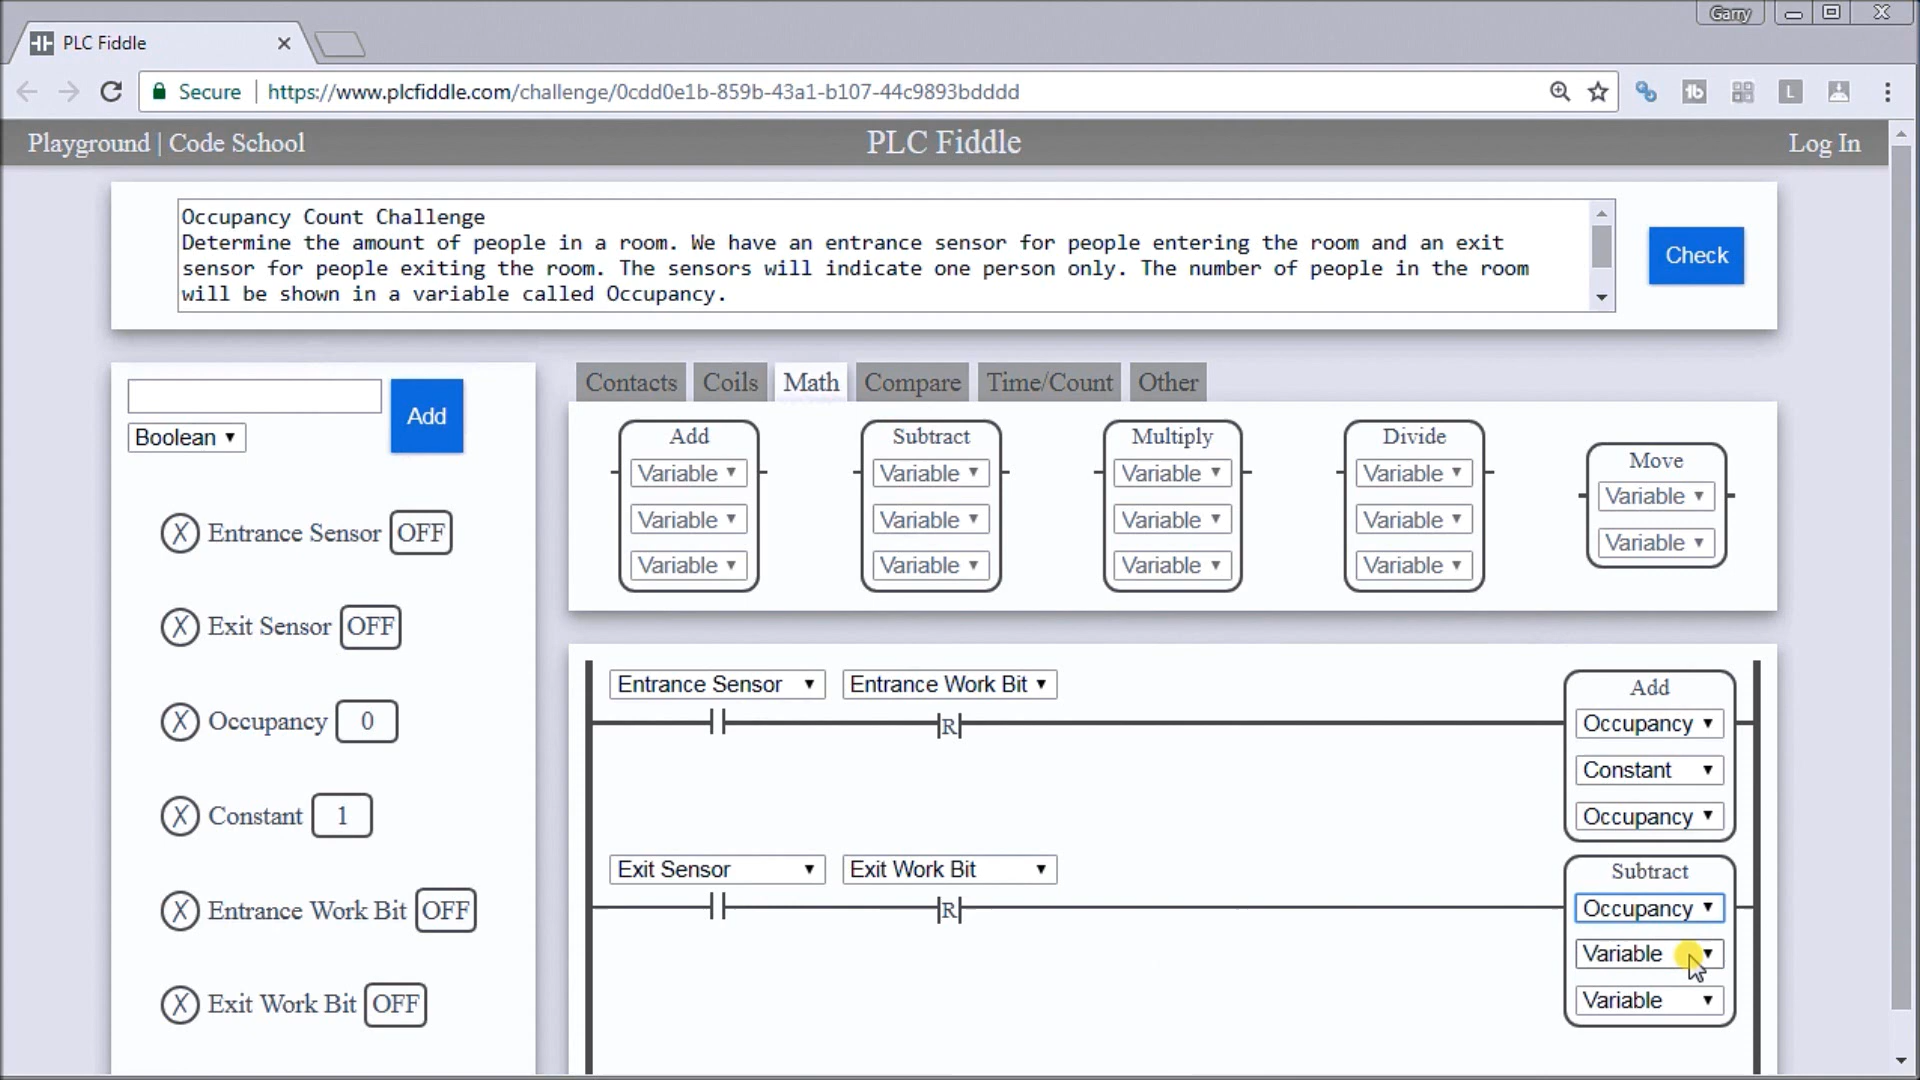 Garry
PLC Fiddle
Secure https://www.plcfiddle.com/challenge/0cdd0e1b-859b-43a1-b107-44c9893bdddd
tb L
Playground | Code School PLC Fiddle Log In
Occupancy Count Challenge
Determine the amount of people in a room. We have an entrance sensor for people entering the room and an exit
sensor for people exiting the room. The sensors will indicate one person only. The number of people in the room
will be shown in a variable called Occupancy.
Check
Add
Boolean
X Entrance Sensor OFF
X Exit Sensor OFF
X Occupancy 0
X Constant 1
X Entrance Work Bit OFF
X Exit Work Bit OFF
Contacts Coils Math Compare Time/Count Other
Add
Variable
Variable
Variable
Subtract
Variable
Variable
Variable
Multiply
Variable
Variable
Variable
Divide
Variable
Variable
Variable
Move
Variable
Variable
Entrance Sensor Entrance Work Bit
R
Add
Occupancy
Constant
Occupancy
Exit Sensor Exit Work Bit
R
Subtract
Occupancy
Variable
Variable